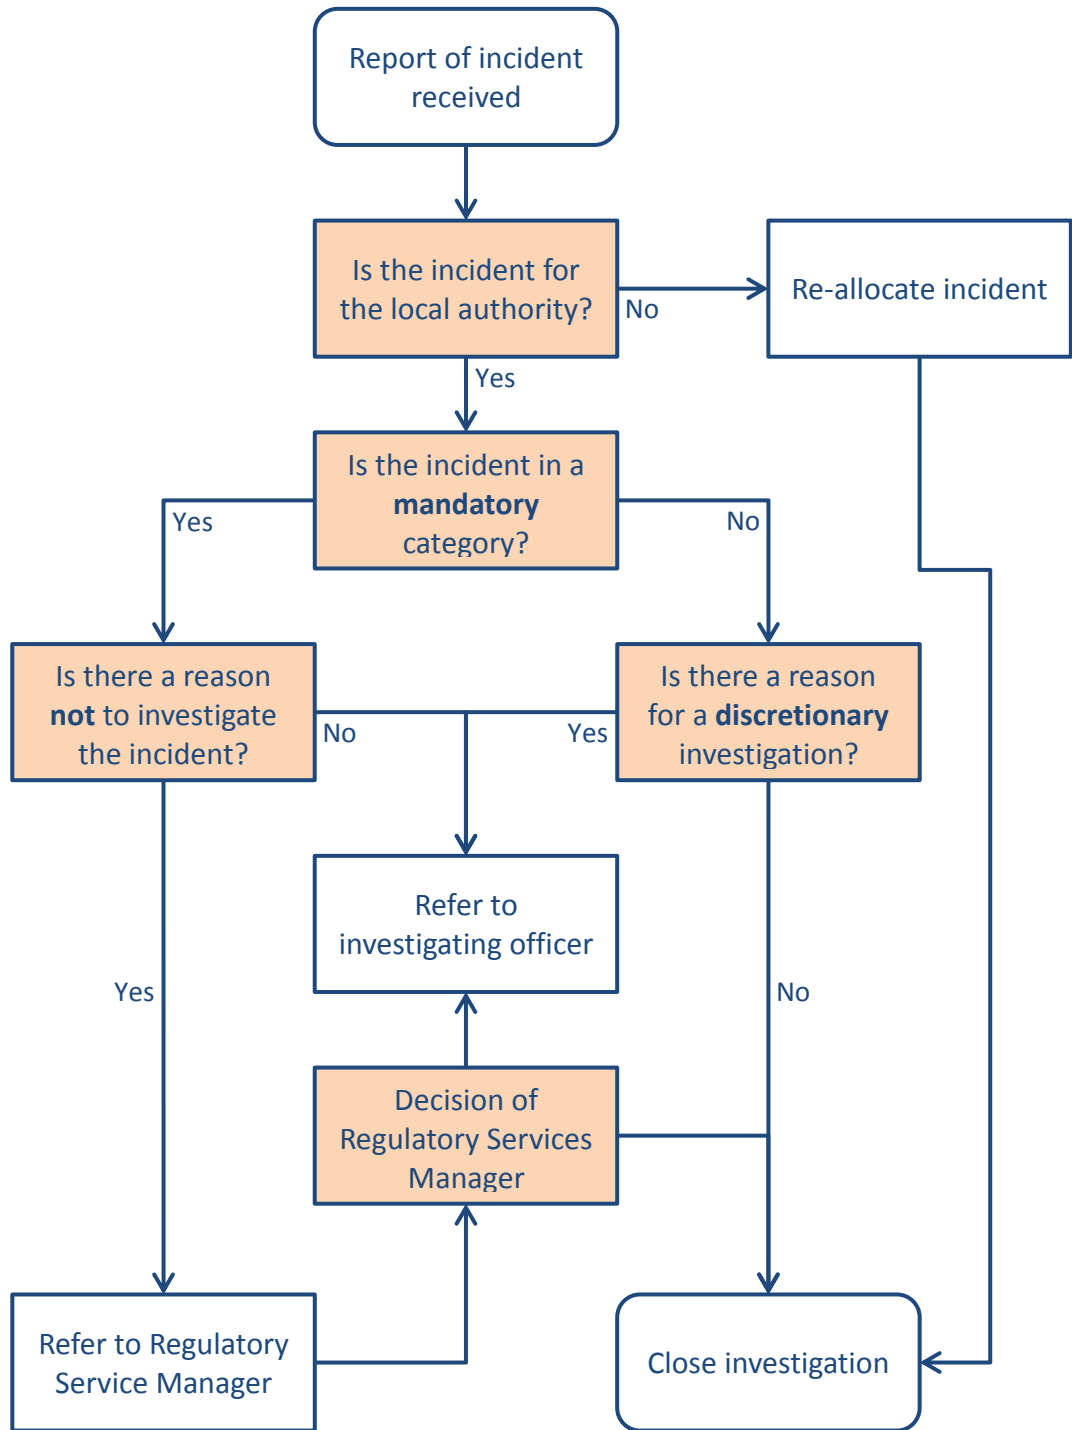 Report of incident
received
Is the incident for
the local authority?
No
Re-allocate incident
Yes
Is the incident in a
mandatory
category?
Yes
No
Is there a reason
not to investigate
the incident?
No
Yes
Is there a reason
for a discretionary
investigation?
Refer to
investigating officer
Yes
No
Decision of
Regulatory Services
Manager
Refer to Regulatory
Service Manager
Close investigation